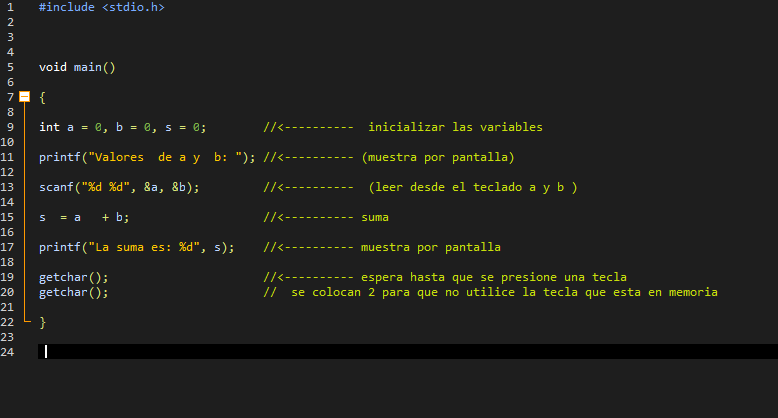 1 #include <stdio.h>
2
3
4
5 void main()
6
7 {
8
9 int a = 0, b = 0, s = 0;        //<----------  inicializar las variables
10
11 printf("Valores  de a y  b: "); //<---------- (muestra por pantalla)
12
13 scanf("%d %d", &a, &b);         //<----------  (leer desde el teclado a y b )
14
15 s  = a   + b;                   //<---------- suma
16
17 printf("La suma es: %d", s);    //<---------- muestra por pantalla
18
19 getchar();                      //<---------- espera hasta que se presione una tecla
20 getchar();                      //  se colocan 2 para que no utilice la tecla que esta en memoria
21
22 }
23
24